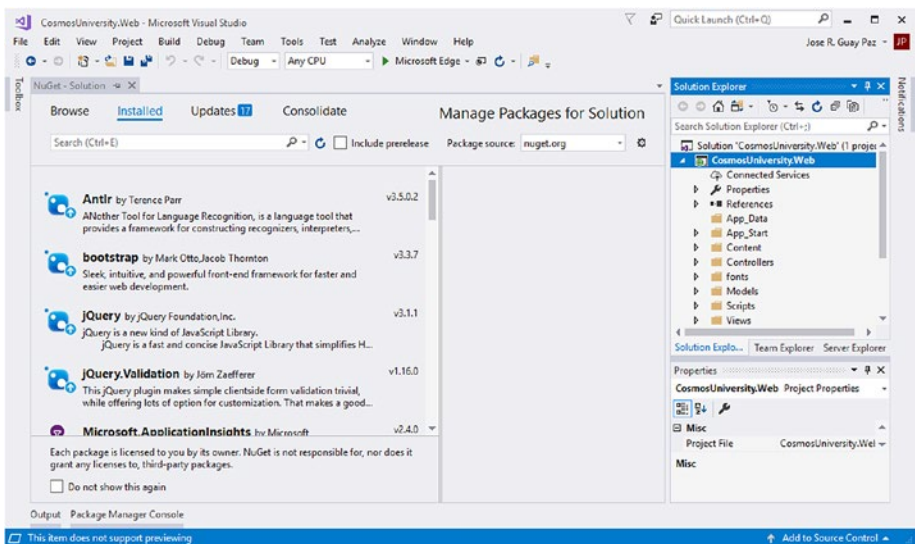 CosmosUniversity.Web - Microsoft Visual Studio
Quick Launch (Ctrl+Q)
File Edit View Project Build Debug Team Tools Test Analyze Window Help
Jose R. Guay Paz
JP
Debug
Any CPU
Microsoft Edge
Toolbox
NuGet - Solution
Browse
Installed
Updates 17
Consolidate
Manage Packages for Solution
Search (Ctrl+E)
Include prerelease
Package source: nuget.org
Antlr by Terence Parr
v3.5.0.2
ANother Tool for Language Recognition, is a language tool that
provides a framework for constructing recognizers, interpreters,...
bootstrap by Mark Otto,Jacob Thornton
v3.3.7
Sleek, intuitive, and powerful front-end framework for faster and
easier web development.
jQuery by jQuery Foundation,Inc.
v3.1.1
jQuery is a new kind of JavaScript Library.
jQuery is a fast and concise JavaScript Library that simplifies H...
jQuery.Validation by Jörn Zaefferer
v1.16.0
This jQuery plugin makes simple clientside form validation trivial,
while offering lots of option for customization. That makes a good...
Microsoft.ApplicationInsights by Microsoft
v2.4.0
Each package is licensed to you by its owner. NuGet is not responsible for, nor does it
grant any licenses to, third-party packages.
Do not show this again
Solution Explorer
Search Solution Explorer (Ctrl+;)
Solution 'CosmosUniversity.Web' (1 projec
CosmosUniversity.Web
Connected Services
Properties
References
App_Data
App_Start
Content
Controllers
fonts
Models
Scripts
Views
Solution Explo... Team Explorer Server Explorer
Properties
CosmosUniversity.Web Project Properties
Misc
Project File
CosmosUniversity.Wel
Misc
Notifications
Output Package Manager Console
This item does not support previewing
Add to Source Control